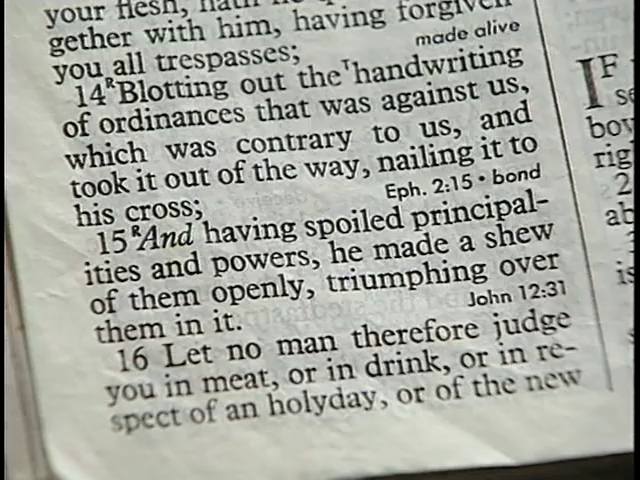 your flesh, hath
gether with him, having forgiven
you all trespasses;
made alive
14 R Blotting out the T handwriting
of ordinances that was against us,
which was contrary to us, and
took it out of the way, nailing it to
his cross;
Eph. 2:15 • bond
15 R And having spoiled principal-
ities and powers, he made a shew
of them openly, triumphing over
them in it.
John 12:31
16 Let no man therefore judge
you in meat, or in drink, or in re-
spect of an holyday, or of the new
IF